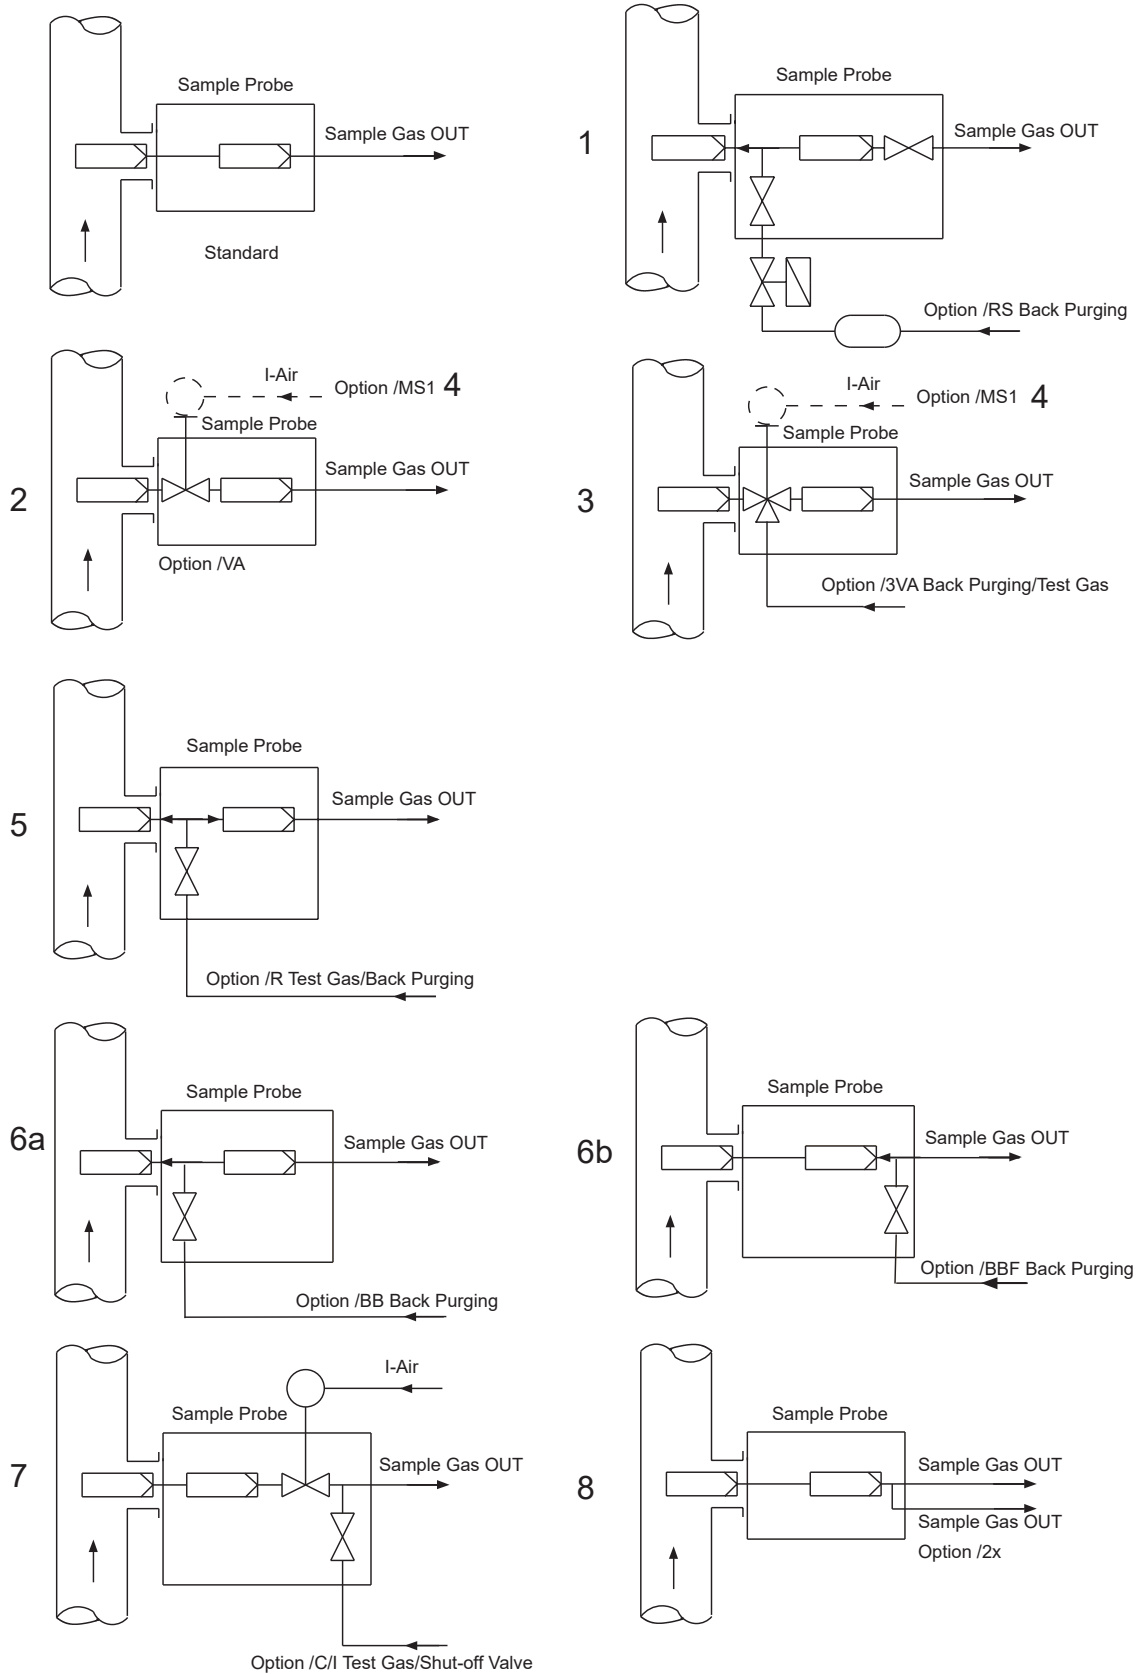 Sample Probe
Sample Gas OUT
Standard
1
Sample Probe
Sample Gas OUT
Option /RS Back Purging
2
I-Air
Option /MS1 4
Sample Probe
Sample Gas OUT
Option /VA
3
I-Air
Option /MS1 4
Sample Probe
Sample Gas OUT
Option /3VA Back Purging/Test Gas
5
Sample Probe
Sample Gas OUT
Option /R Test Gas/Back Purging
6a
Sample Probe
Sample Gas OUT
Option /BB Back Purging
6b
Sample Probe
Sample Gas OUT
Option /BBF Back Purging
7
I-Air
Sample Probe
Sample Gas OUT
Option /C/I Test Gas/Shut-off Valve
8
Sample Probe
Sample Gas OUT
Sample Gas OUT
Option /2x